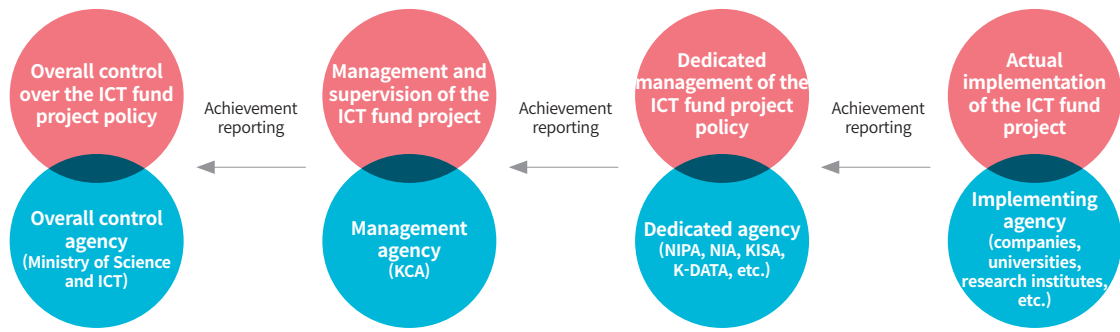 Overall control
over the ICT fund
project policy
Achievement
reporting
Management and
supervision of the
ICT fund project
Achievement
reporting
Dedicated
management of the
ICT fund project
policy
Achievement
reporting
Actual
implementation
of the ICT fund
project
Overall control
agency
(Ministry of Science
and ICT)
Management
agency
(KCA)
Dedicated agency
(NIPA, NIA, KISA,
K-DATA, etc.)
Implementing
agency
(companies,
universities,
research institutes,
etc.)